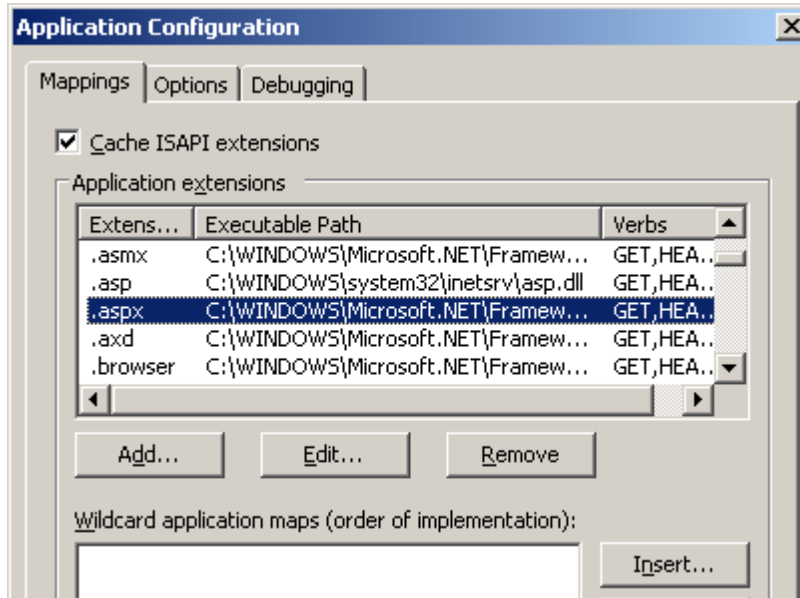 Application Configuration
Mappings Options Debugging
Cache ISAPI extensions
Application extensions
Extens... Executable Path Verbs
.asmx C:\WINDOWS\Microsoft.NET\Framew... GET,HEA...
.asp C:\WINDOWS\system32\inetsrv\asp.dll GET,HEA...
.aspx C:\WINDOWS\Microsoft.NET\Framew... GET,HEA...
.axd C:\WINDOWS\Microsoft.NET\Framew... GET,HEA...
.browser C:\WINDOWS\Microsoft.NET\Framew... GET,HEA...
Add... Edit... Remove
Wildcard application maps (order of implementation):
Insert...